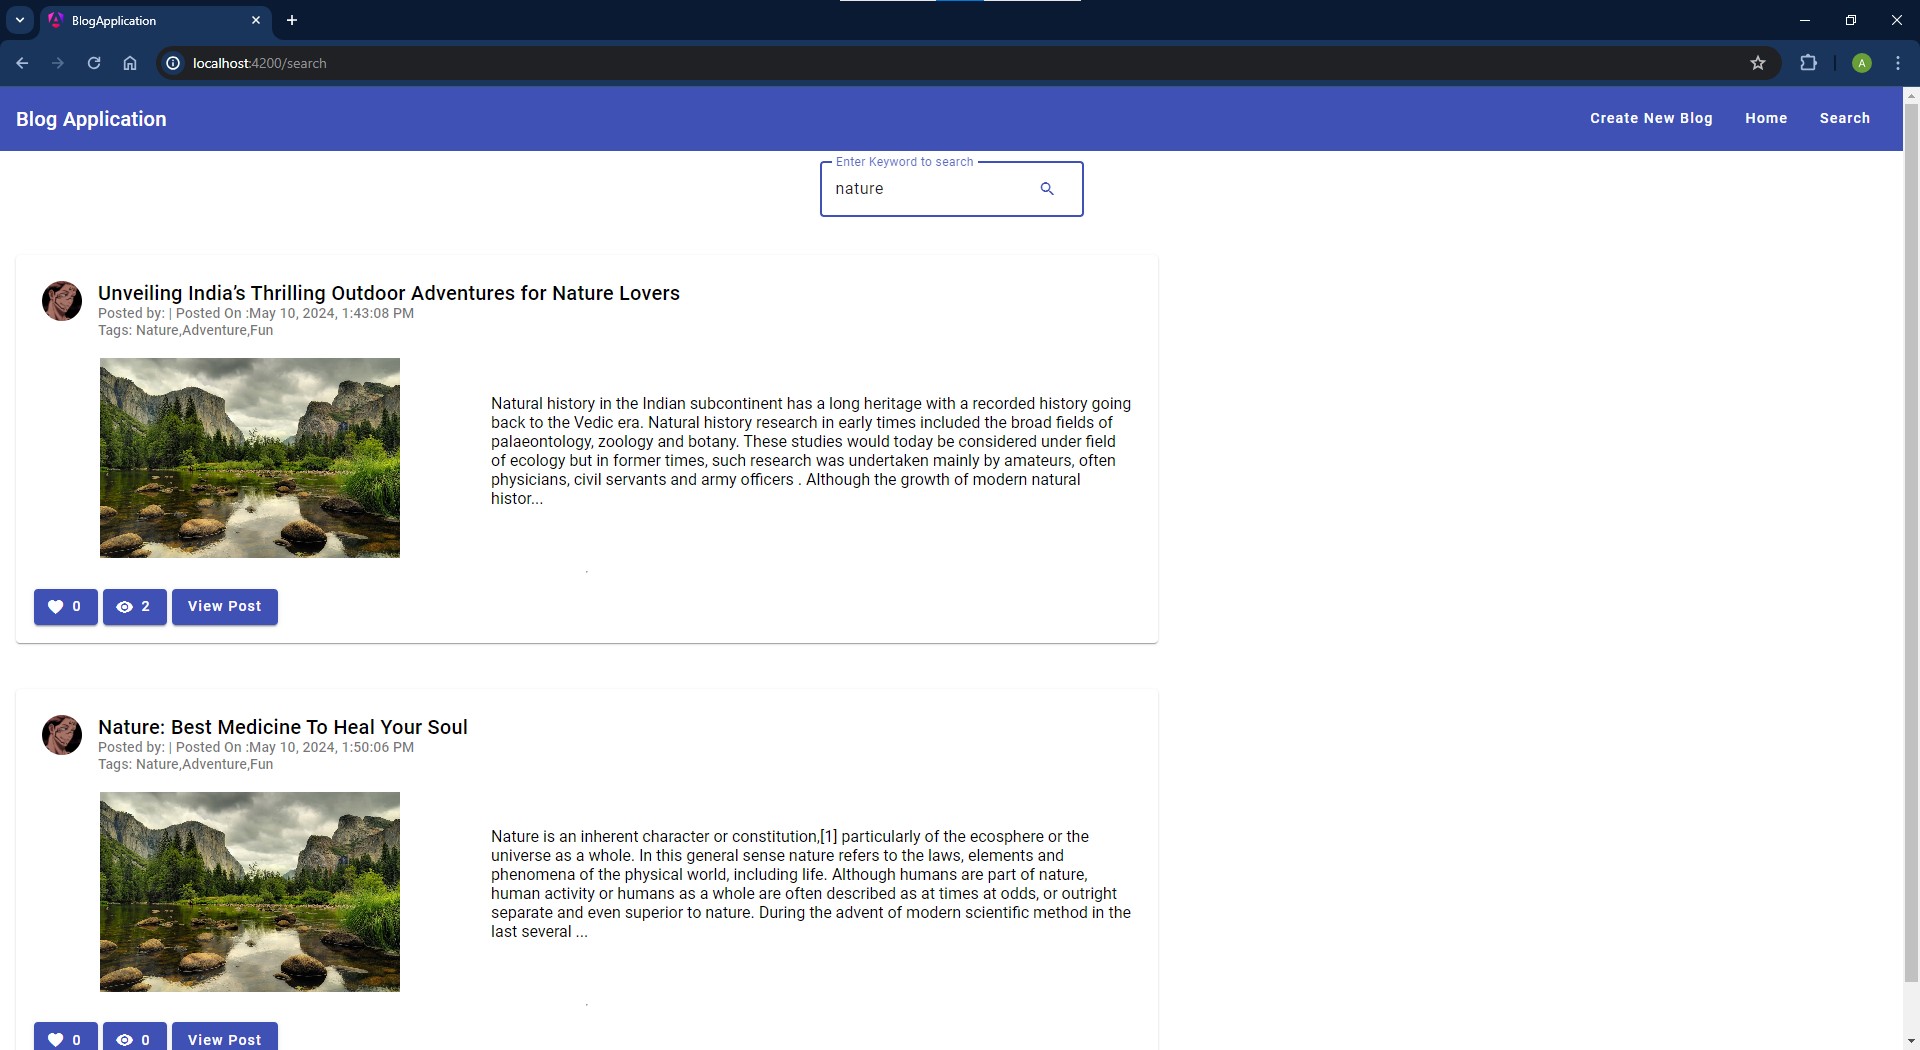 BlogApplication
localhost:4200/search
A
Blog Application
Create New Blog Home Search
Enter Keyword to search
nature
Unveiling India’s Thrilling Outdoor Adventures for Nature Lovers
Posted by: | Posted On :May 10, 2024, 1:43:08 PM
Tags: Nature,Adventure,Fun
Natural history in the Indian subcontinent has a long heritage with a recorded history going
back to the Vedic era. Natural history research in early times included the broad fields of
palaeontology, zoology and botany. These studies would today be considered under field
of ecology but in former times, such research was undertaken mainly by amateurs, often
physicians, civil servants and army officers . Although the growth of modern natural
histor...
0 2 View Post
Nature: Best Medicine To Heal Your Soul
Posted by: | Posted On :May 10, 2024, 1:50:06 PM
Tags: Nature,Adventure,Fun
Nature is an inherent character or constitution,[1] particularly of the ecosphere or the
universe as a whole. In this general sense nature refers to the laws, elements and
phenomena of the physical world, including life. Although humans are part of nature,
human activity or humans as a whole are often described as at times at odds, or outright
separate and even superior to nature. During the advent of modern scientific method in the
last several ...
0 0 View Post